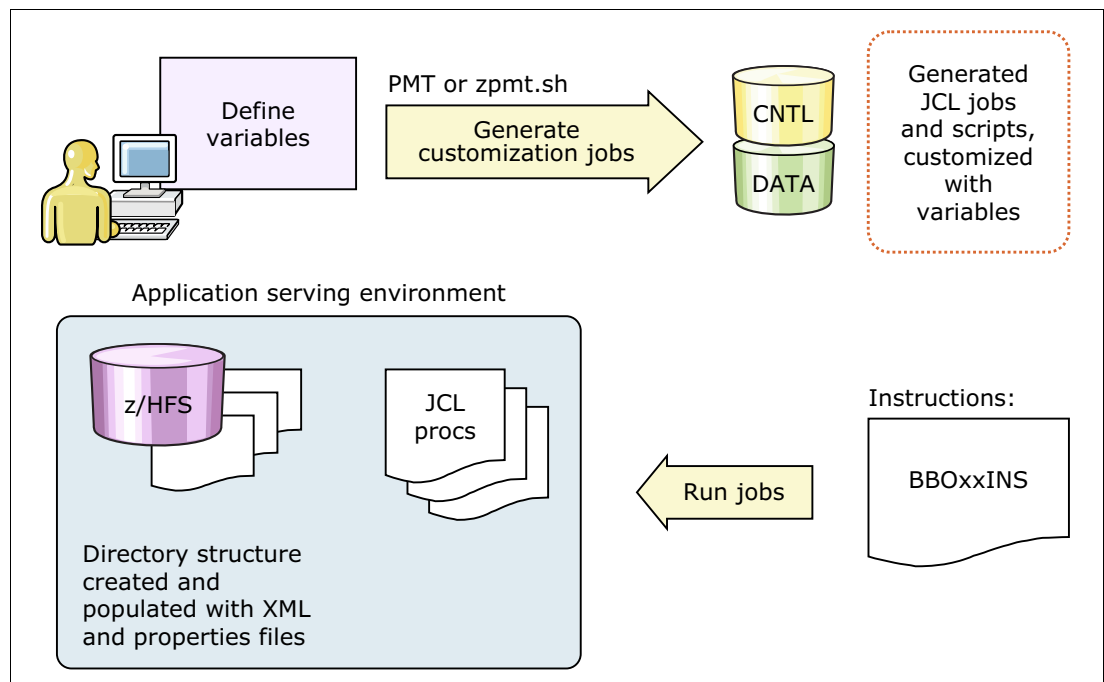 Define
variables
PMT or zpmt.sh
Generate
customization jobs
CNTL
DATA
Generated
JCL jobs
and scripts,
customized
with
variables
Application serving environment
z/HFS
JCL
procs
Directory structure
created and
populated with XML
and properties files
Run jobs
Instructions:
BBOxxINS